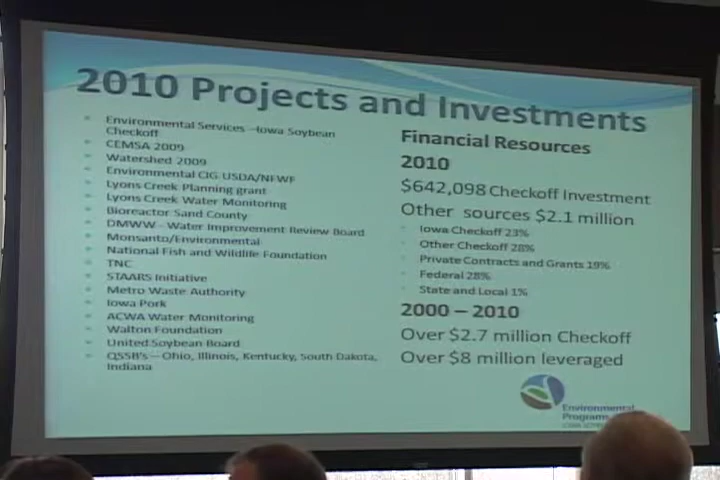 2010 Projects and Investments
Environmental Services –Iowa Soybean
Checkoff
CEMSA 2009
Watershed 2009
Environmental CIG USDA/NFWF
Lyons Creek Planning grant
Lyons Creek Water Monitoring
Bioreactor Sand County
DMWW - Water Improvement Review Board
Monsanto/Environmental
National Fish and Wildlife Foundation
TNC
STAARS Initiative
Metro Waste Authority
Iowa Pork
ACWA Water Monitoring
Walton Foundation
United Soybean Board
QSSB's – Ohio, Illinois, Kentucky, South Dakota,
Indiana
Financial Resources
2010
$642,098 Checkoff Investment
Other sources $2.1 million
Iowa Checkoff 23%
Other Checkoff 28%
Private Contracts and Grants 19%
Federal 28%
State and Local 1%
2000 – 2010
Over $2.7 million Checkoff
Over $8 million leveraged
Environmental
Programs